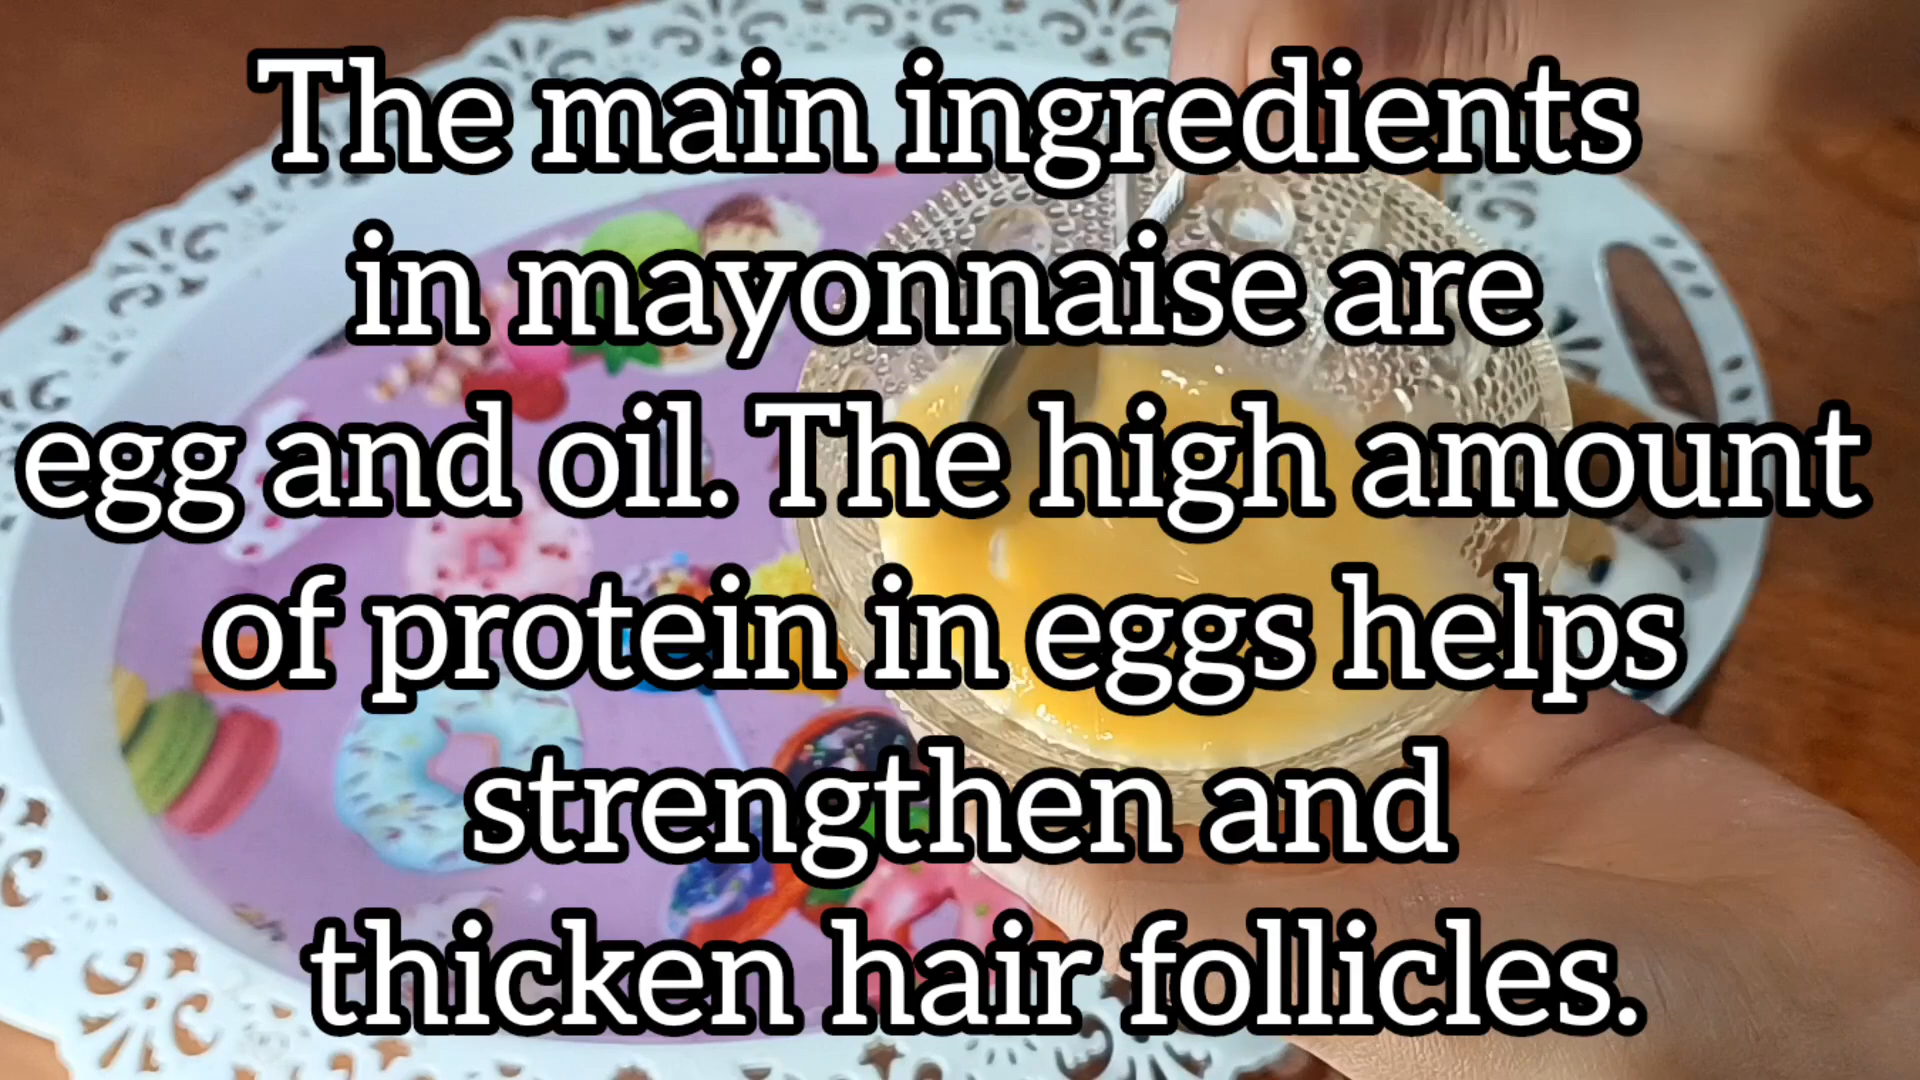 The main ingredients
in mayonnaise are
egg and oil. The high amount
of protein in eggs helps
strengthen and
thicken hair follicles.